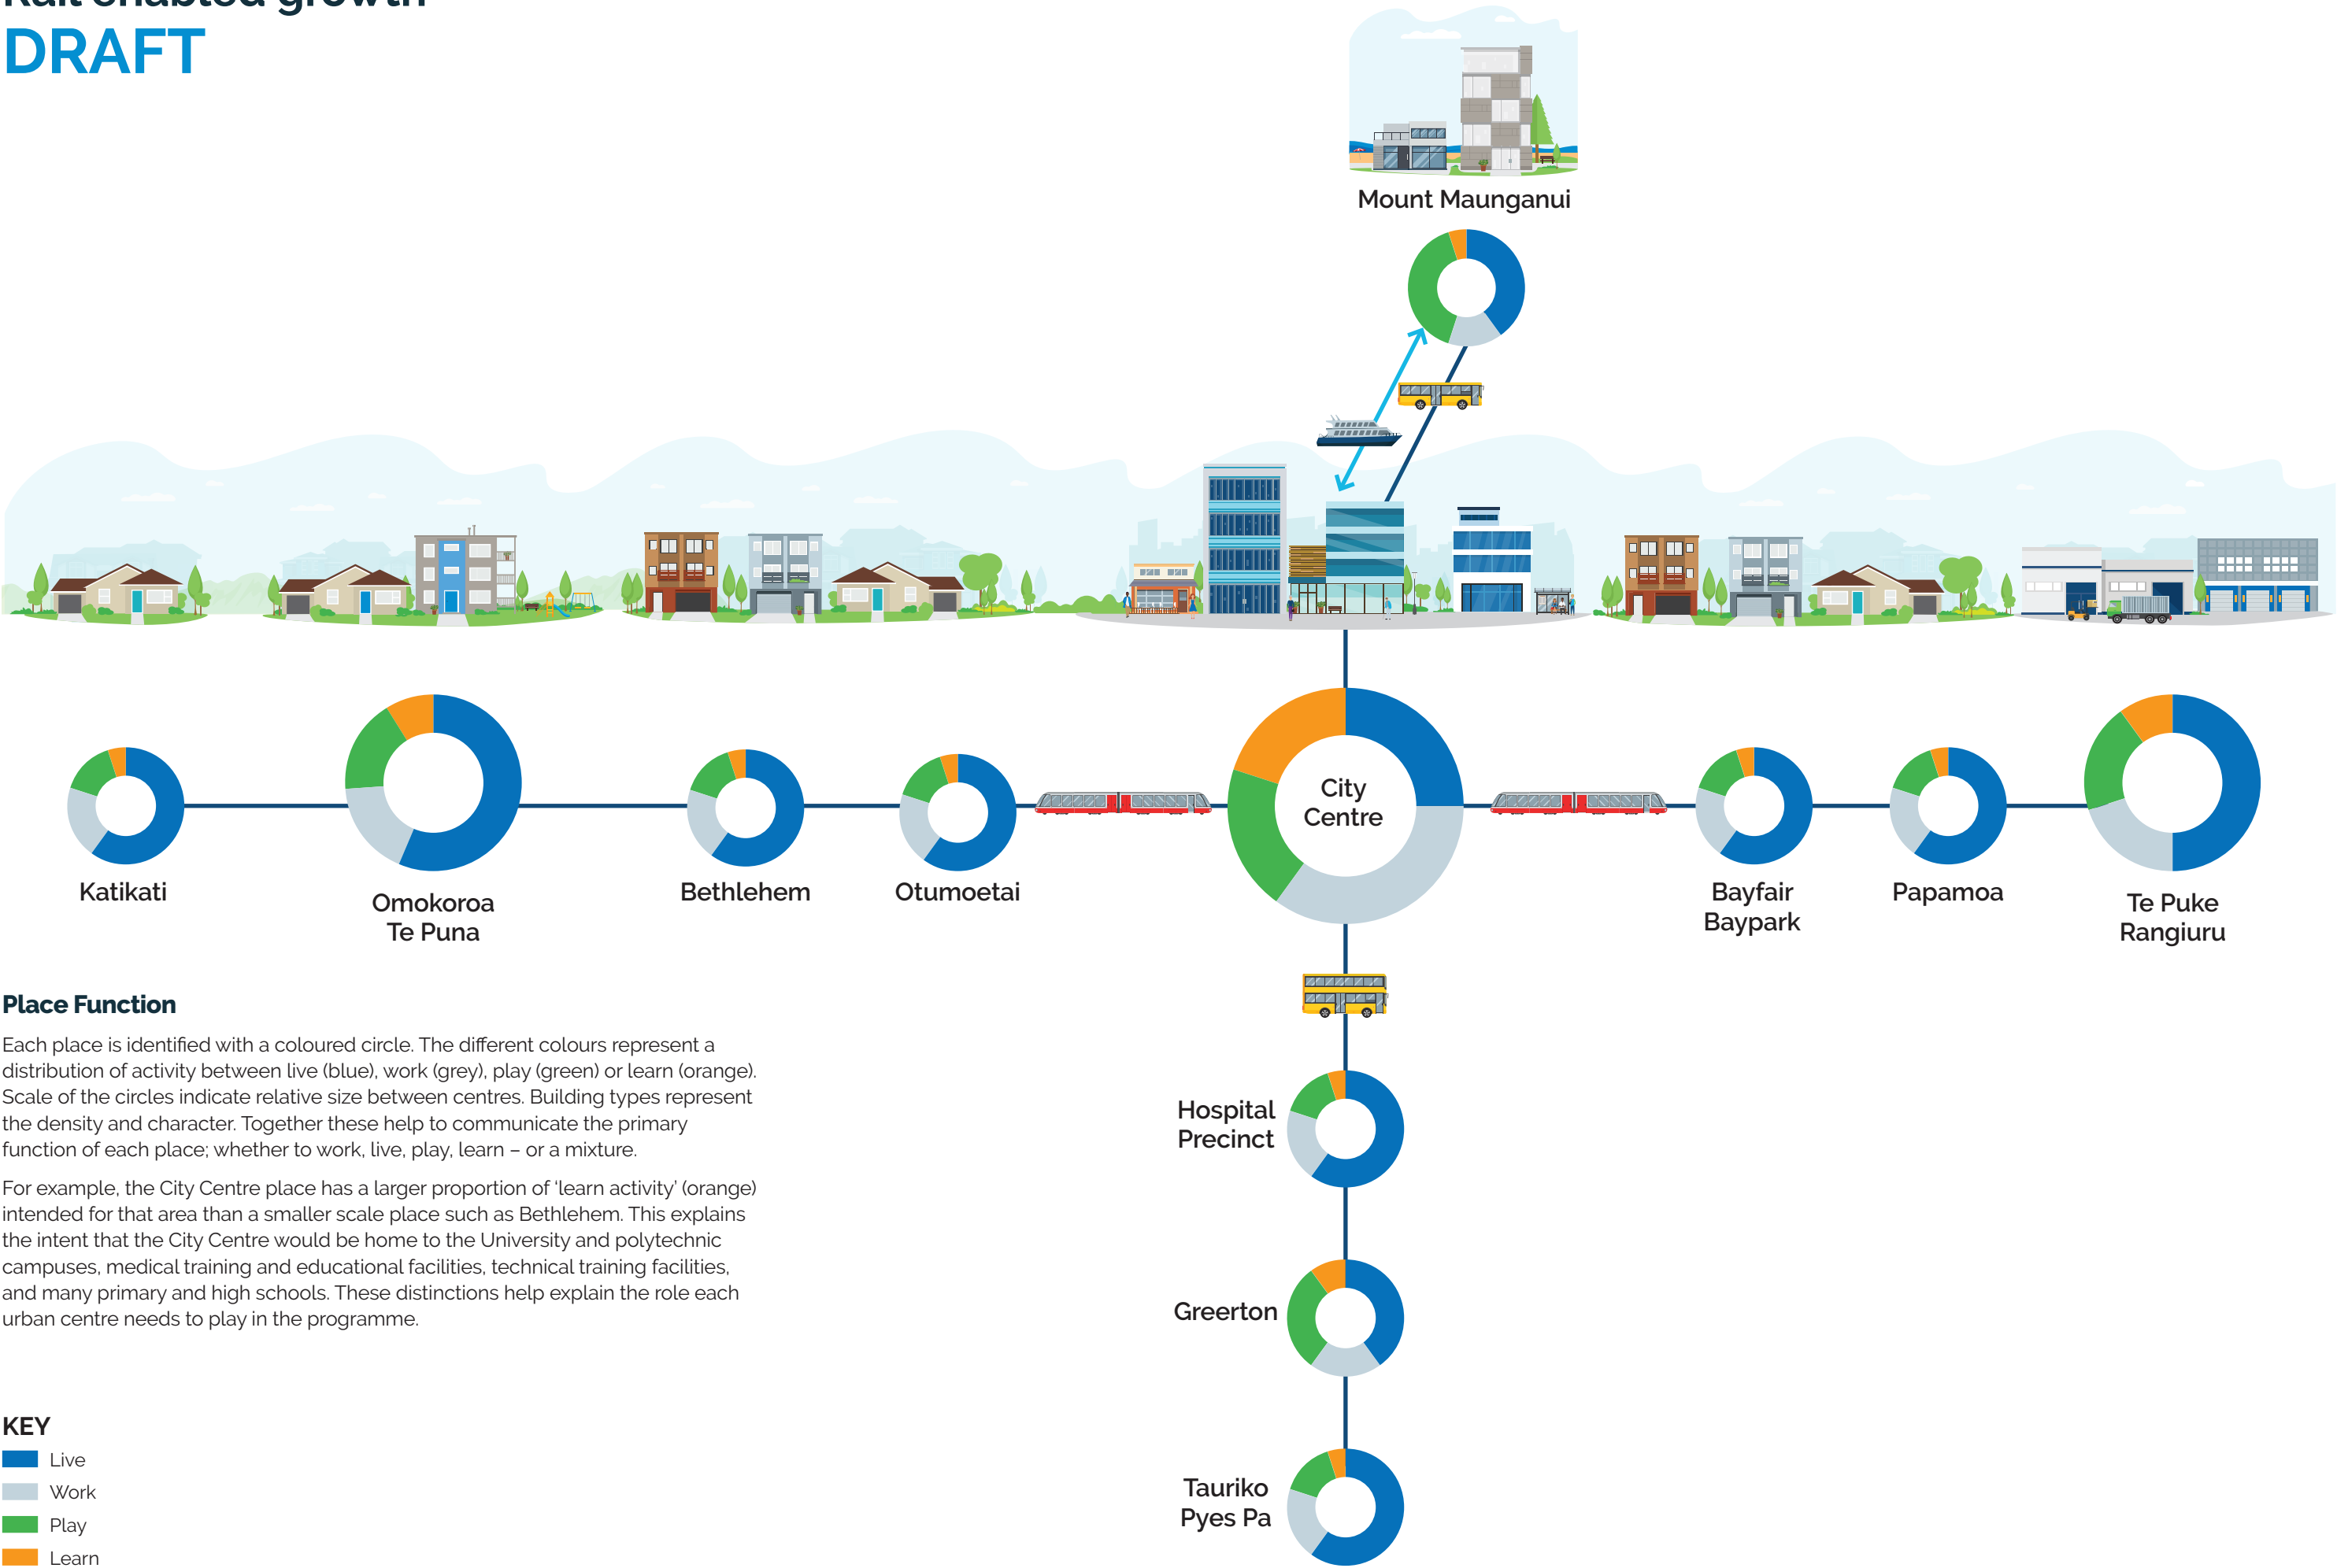 Rail enabled growth
DRAFT
Mount Maunganui
City
Centre
Katikati
Omokoroa
Te Puna
Bethlehem
Otumoetai
Bayfair
Baypark
Papamoa
Te Puke
Rangiuru
Place Function
Each place is identified with a coloured circle. The different colours represent a
distribution of activity between live (blue), work (grey), play (green) or learn (orange).
Scale of the circles indicate relative size between centres. Building types represent
the density and character. Together these help to communicate the primary
function of each place; whether to work, live, play, learn – or a mixture.
For example, the City Centre place has a larger proportion of ‘learn activity’ (orange)
intended for that area than a smaller scale place such as Bethlehem. This explains
the intent that the City Centre would be home to the University and polytechnic
campuses, medical training and educational facilities, technical training facilities,
and many primary and high schools. These distinctions help explain the role each
urban centre needs to play in the programme.
Hospital
Precinct
Greerton
Tauriko
Pyes Pa
KEY
Live
Work
Play
Learn